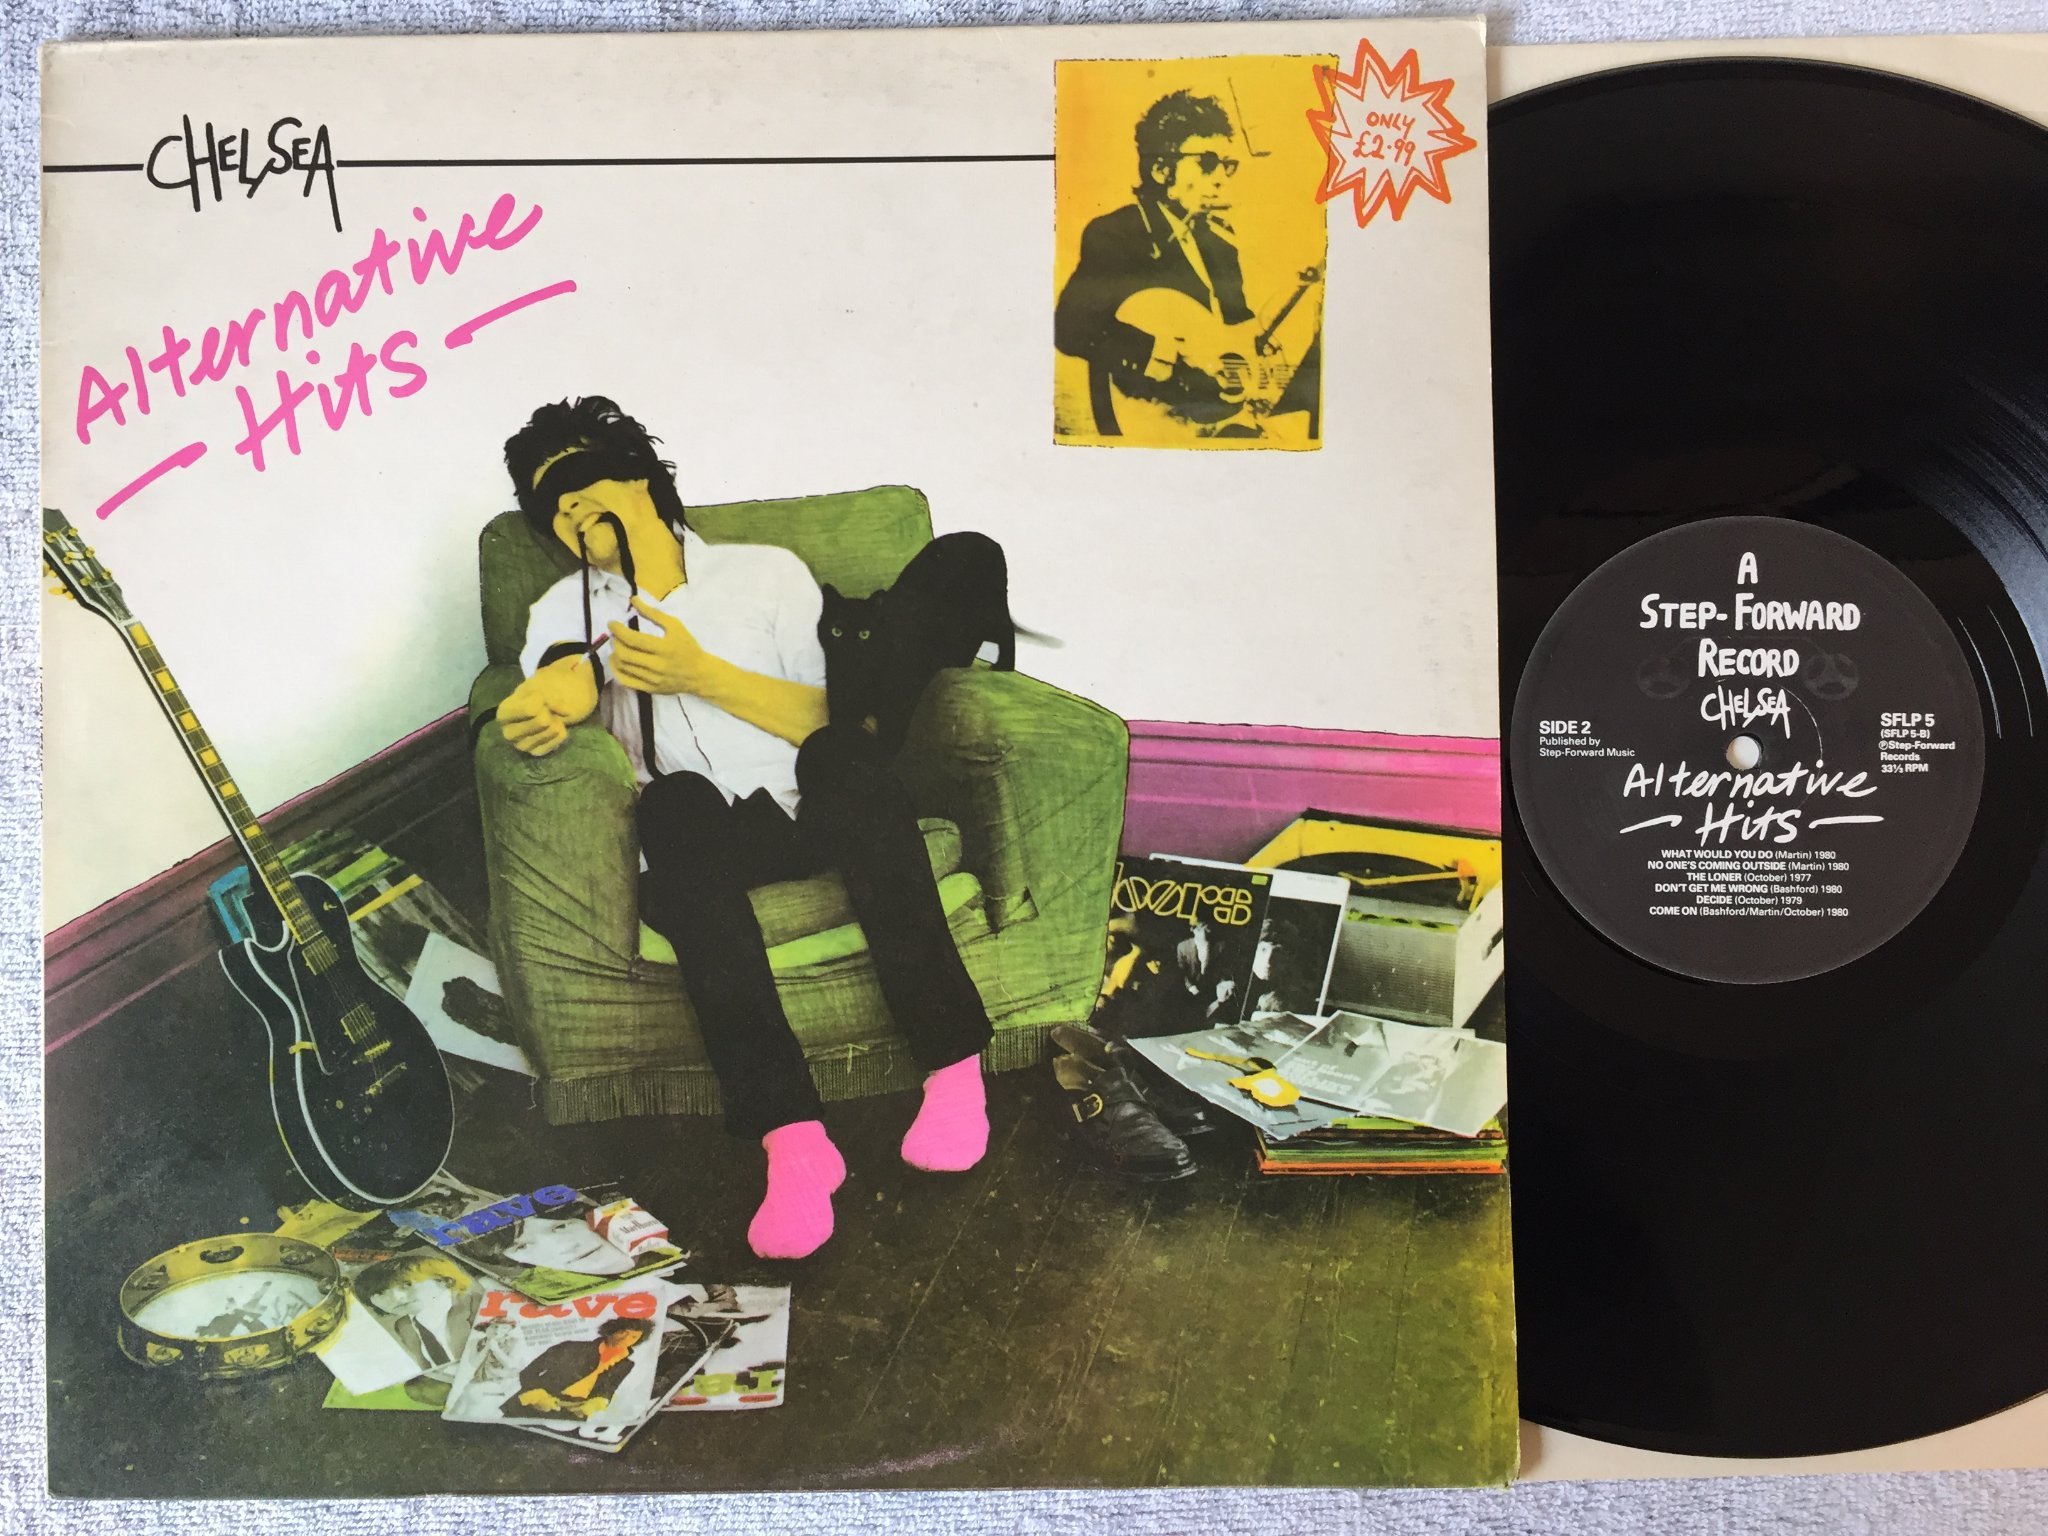 CHELSEA
Alternative
Hits
ONLY
£2.99
Doors
rave
Marlboro
rave
A
STEP-FORWARD
RECORD
CHELSEA
SIDE 2
Published by
Step-Forward Music
SFLP 5
(SFLP 5-B)
℗Step-Forward
Records
33⅓ RPM
Alternative
Hits
WHAT WOULD YOU DO (Martin) 1980
NO ONE'S COMING OUTSIDE (Martin) 1980
THE LONER (October) 1977
DON'T GET ME WRONG (Bashford) 1980
DECIDE (October) 1979
COME ON (Bashford/Martin/October) 1980